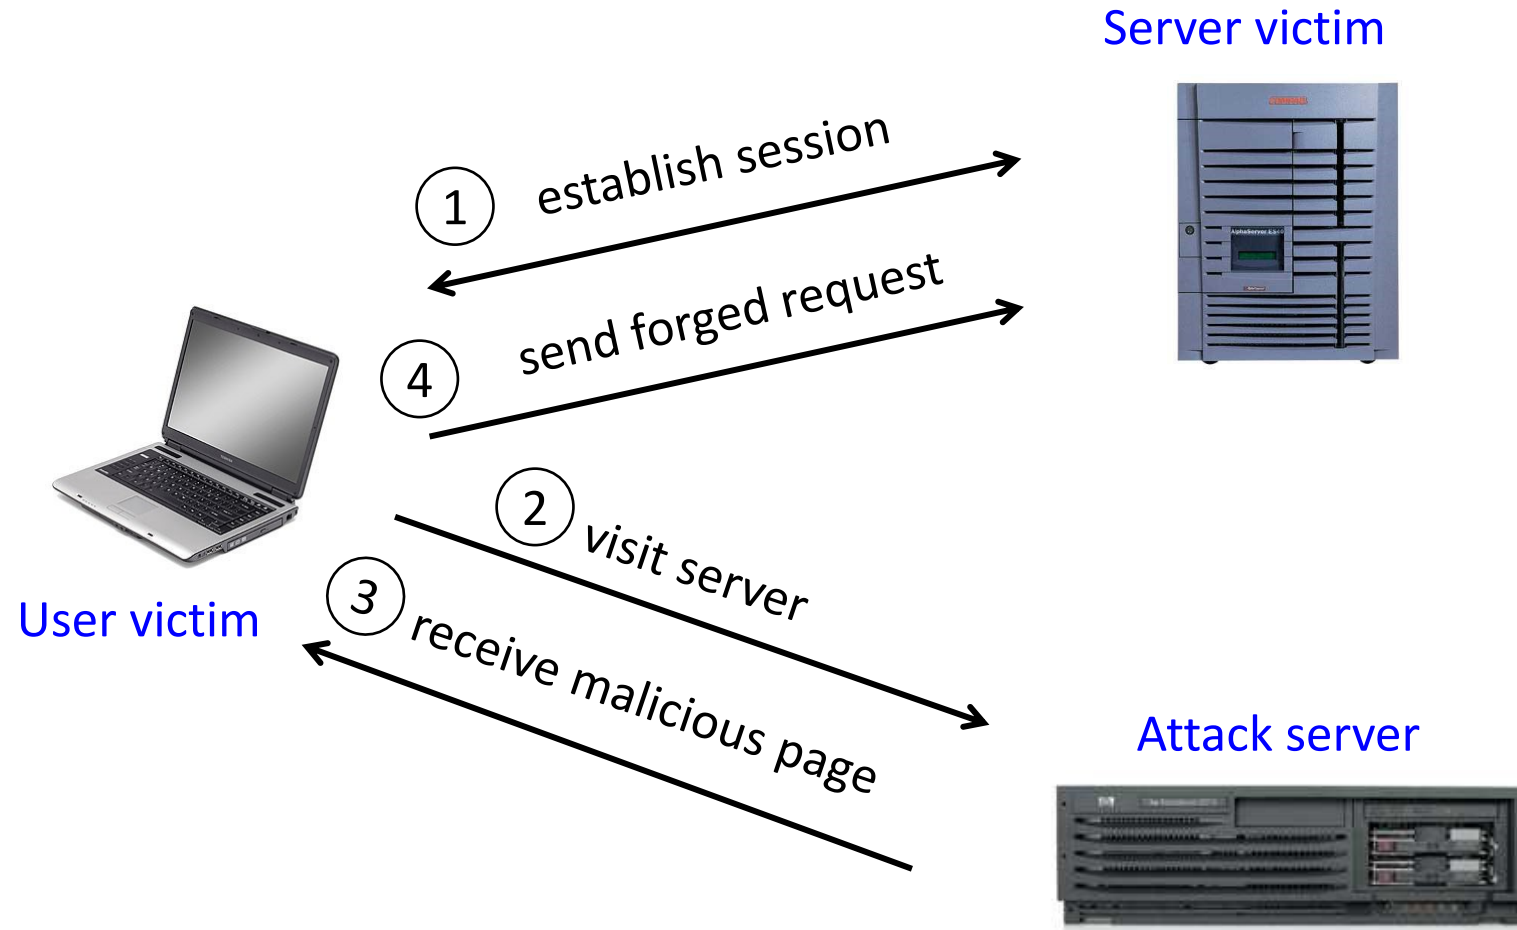 Server victim
1 establish session
4 send forged request
2 visit server
3 receive malicious page
User victim
Attack server